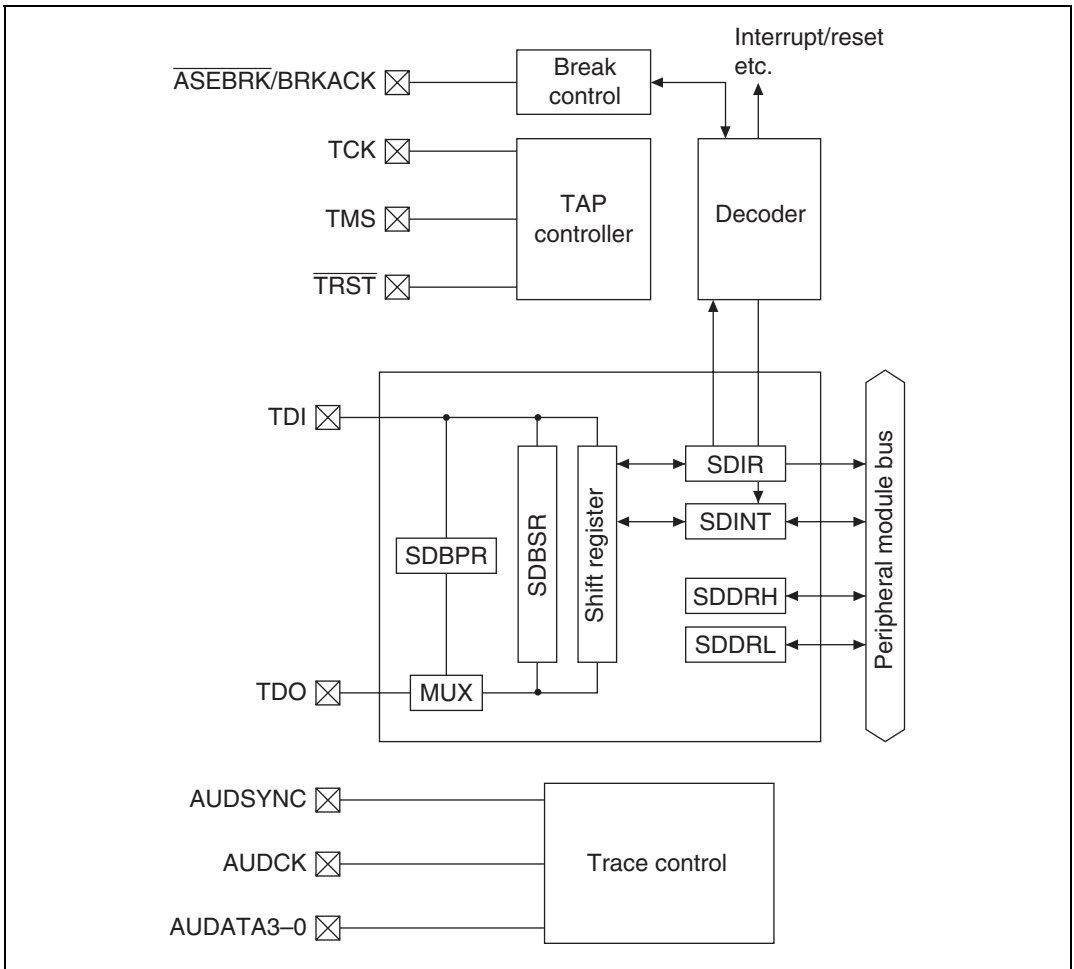 Interrupt/reset
etc.
ASEBRK/BRKACK
Break
control
TCK
TMS
TRST
TAP
controller
Decoder
TDI
TDO
SDBPR
SDBSR
Shift register
MUX
SDIR
SDINT
SDDRH
SDDRL
Peripheral module bus
AUDSYNC
AUDCK
AUDATA3–0
Trace control